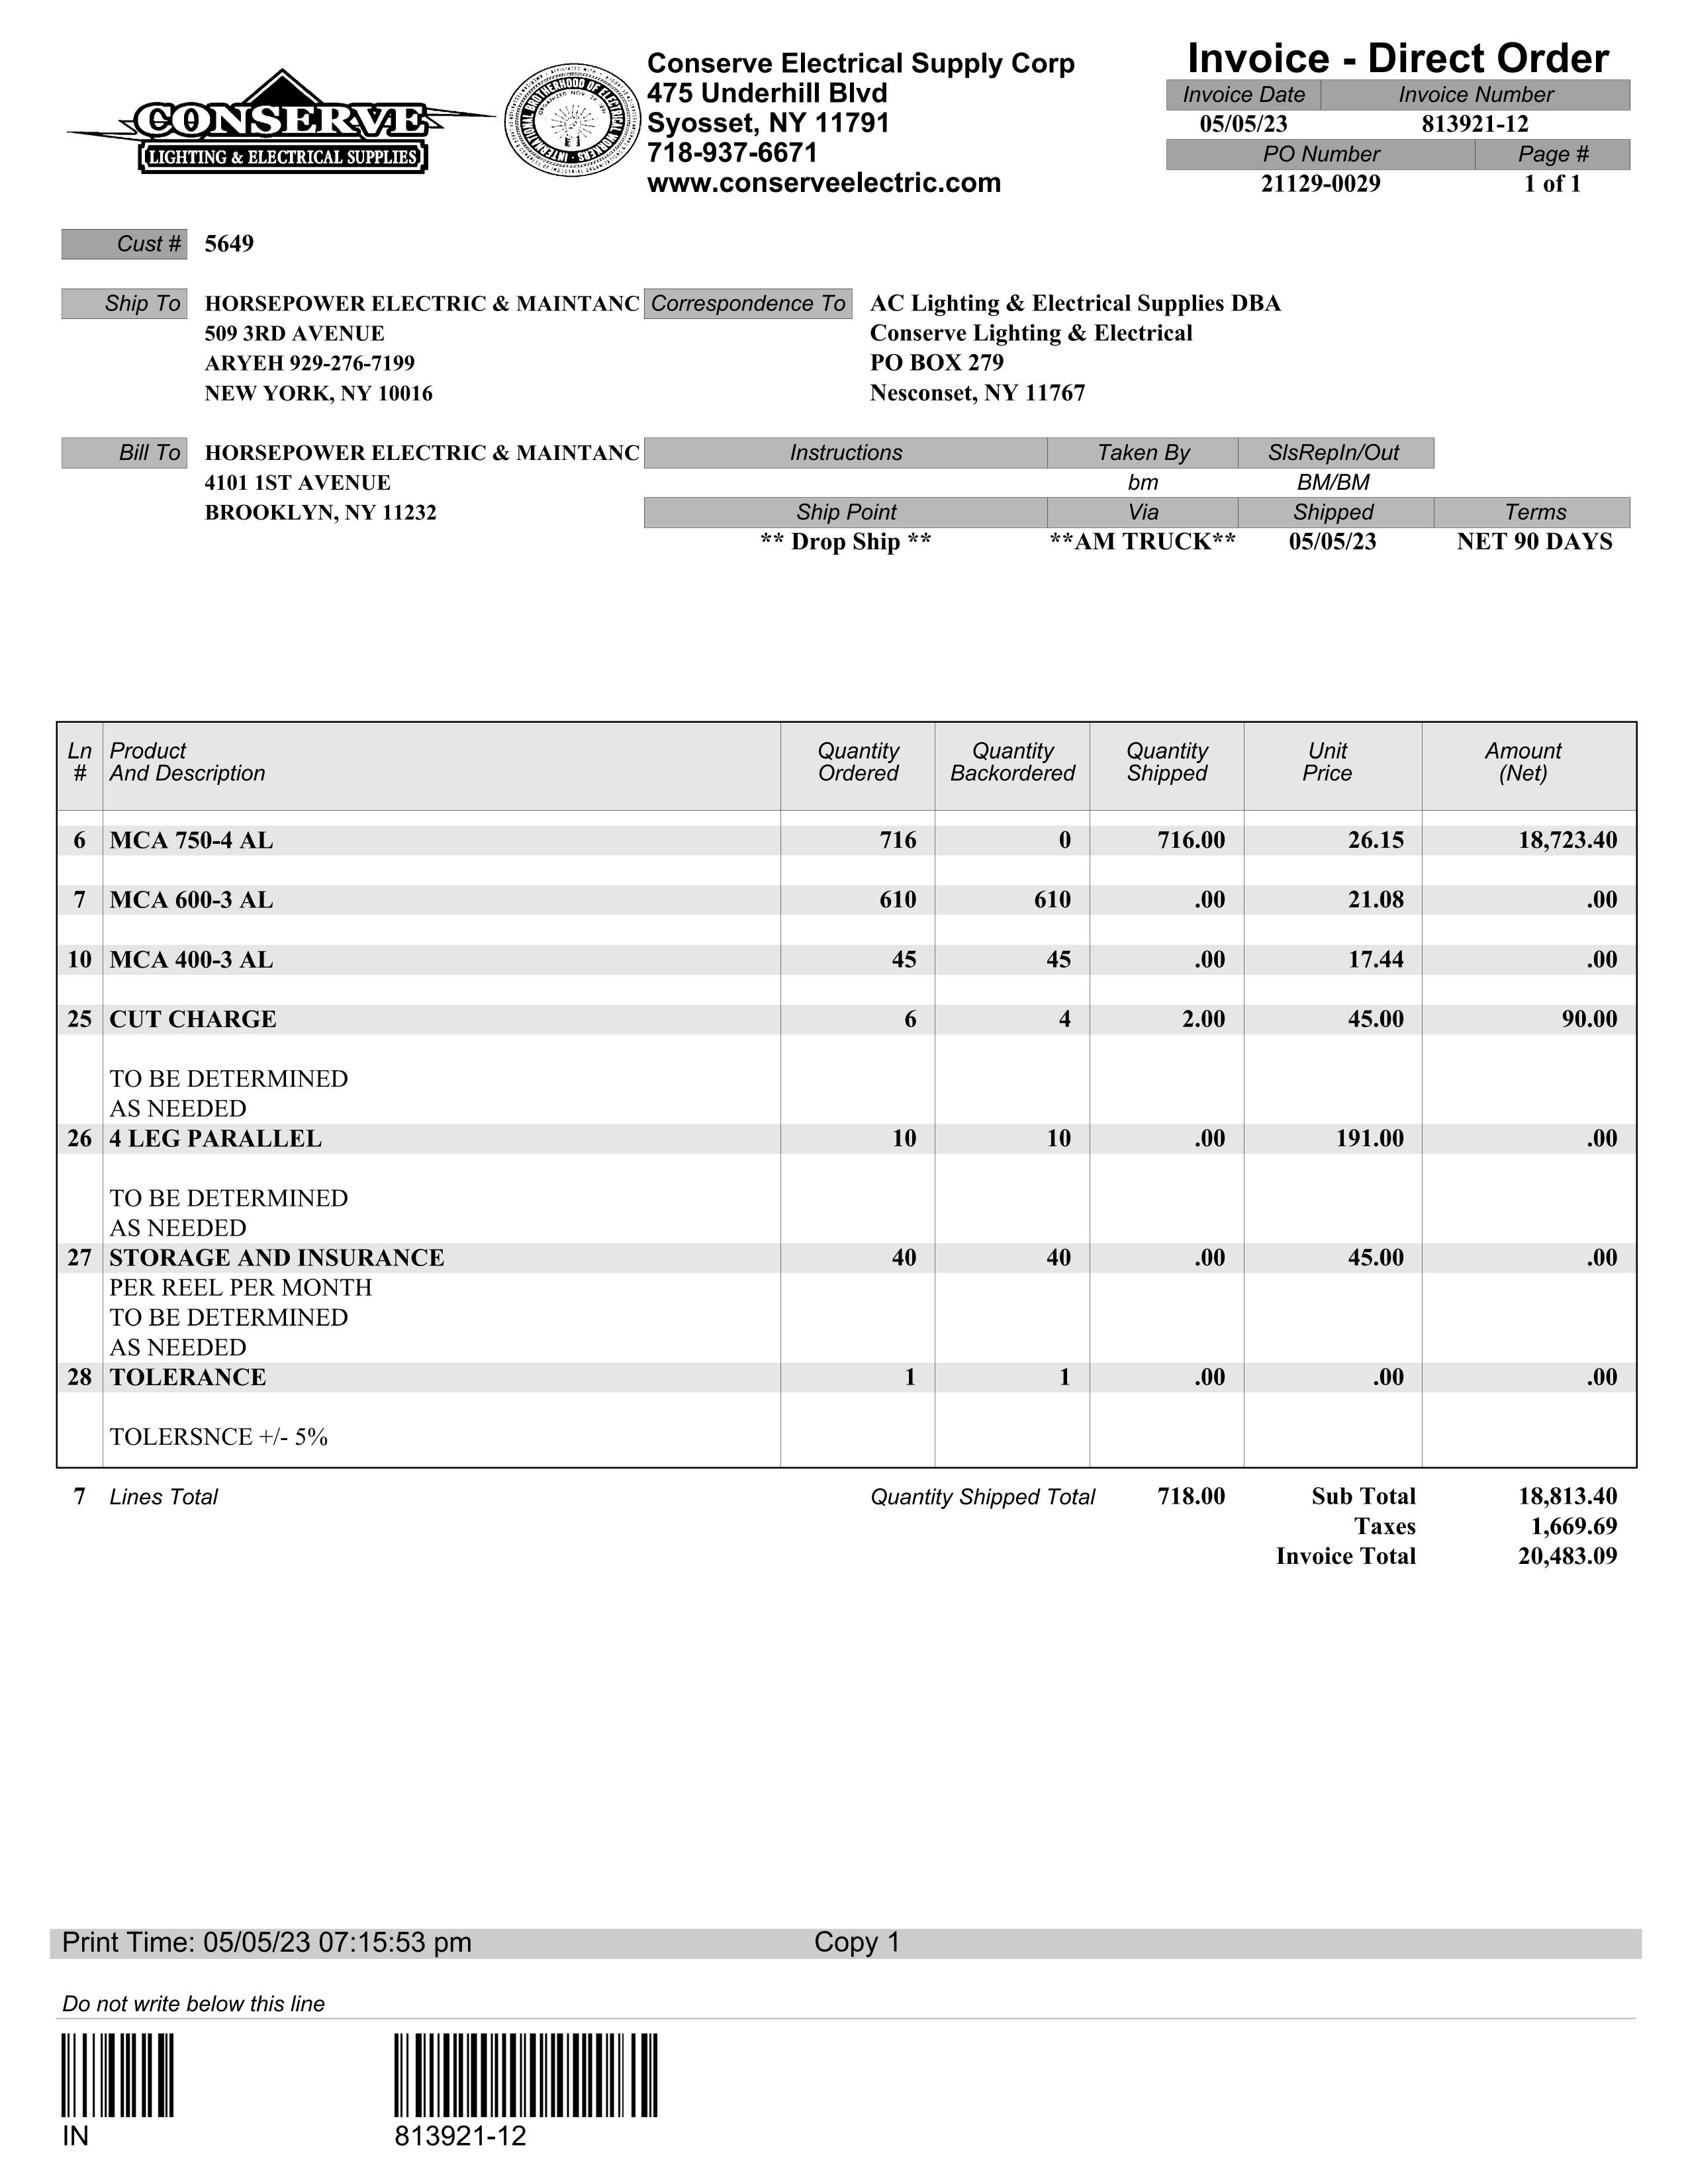 CONSERVE
LIGHTING & ELECTRICAL SUPPLIES
INTERNATIONAL BROTHERHOOD OF ELECTRICAL WORKERS
ORGANIZED NOV. 28
Conserve Electrical Supply Corp
475 Underhill Blvd
Syosset, NY 11791
718-937-6671
www.conserveelectric.com
Invoice - Direct Order
Invoice Date Invoice Number
05/05/23 813921-12
PO Number Page #
21129-0029 1 of 1
Cust # 5649
Ship To HORSEPOWER ELECTRIC & MAINTANC
509 3RD AVENUE
ARYEH 929-276-7199
NEW YORK, NY 10016
Correspondence To AC Lighting & Electrical Supplies DBA
Conserve Lighting & Electrical
PO BOX 279
Nesconset, NY 11767
Bill To HORSEPOWER ELECTRIC & MAINTANC
4101 1ST AVENUE
BROOKLYN, NY 11232
Instructions Taken By SlsRepIn/Out
bm BM/BM
Ship Point Via Shipped Terms
** Drop Ship ** **AM TRUCK** 05/05/23 NET 90 DAYS
Ln Product Quantity Quantity Quantity Unit Amount
# And Description Ordered Backordered Shipped Price (Net)
6 MCA 750-4 AL 716 0 716.00 26.15 18,723.40
7 MCA 600-3 AL 610 610 .00 21.08 .00
10 MCA 400-3 AL 45 45 .00 17.44 .00
25 CUT CHARGE 6 4 2.00 45.00 90.00
TO BE DETERMINED
AS NEEDED
26 4 LEG PARALLEL 10 10 .00 191.00 .00
TO BE DETERMINED
AS NEEDED
27 STORAGE AND INSURANCE 40 40 .00 45.00 .00
PER REEL PER MONTH
TO BE DETERMINED
AS NEEDED
28 TOLERANCE 1 1 .00 .00 .00
TOLERSNCE +/- 5%
7 Lines Total Quantity Shipped Total 718.00 Sub Total 18,813.40
Taxes 1,669.69
Invoice Total 20,483.09
Print Time: 05/05/23 07:15:53 pm Copy 1
Do not write below this line
IN 813921-12